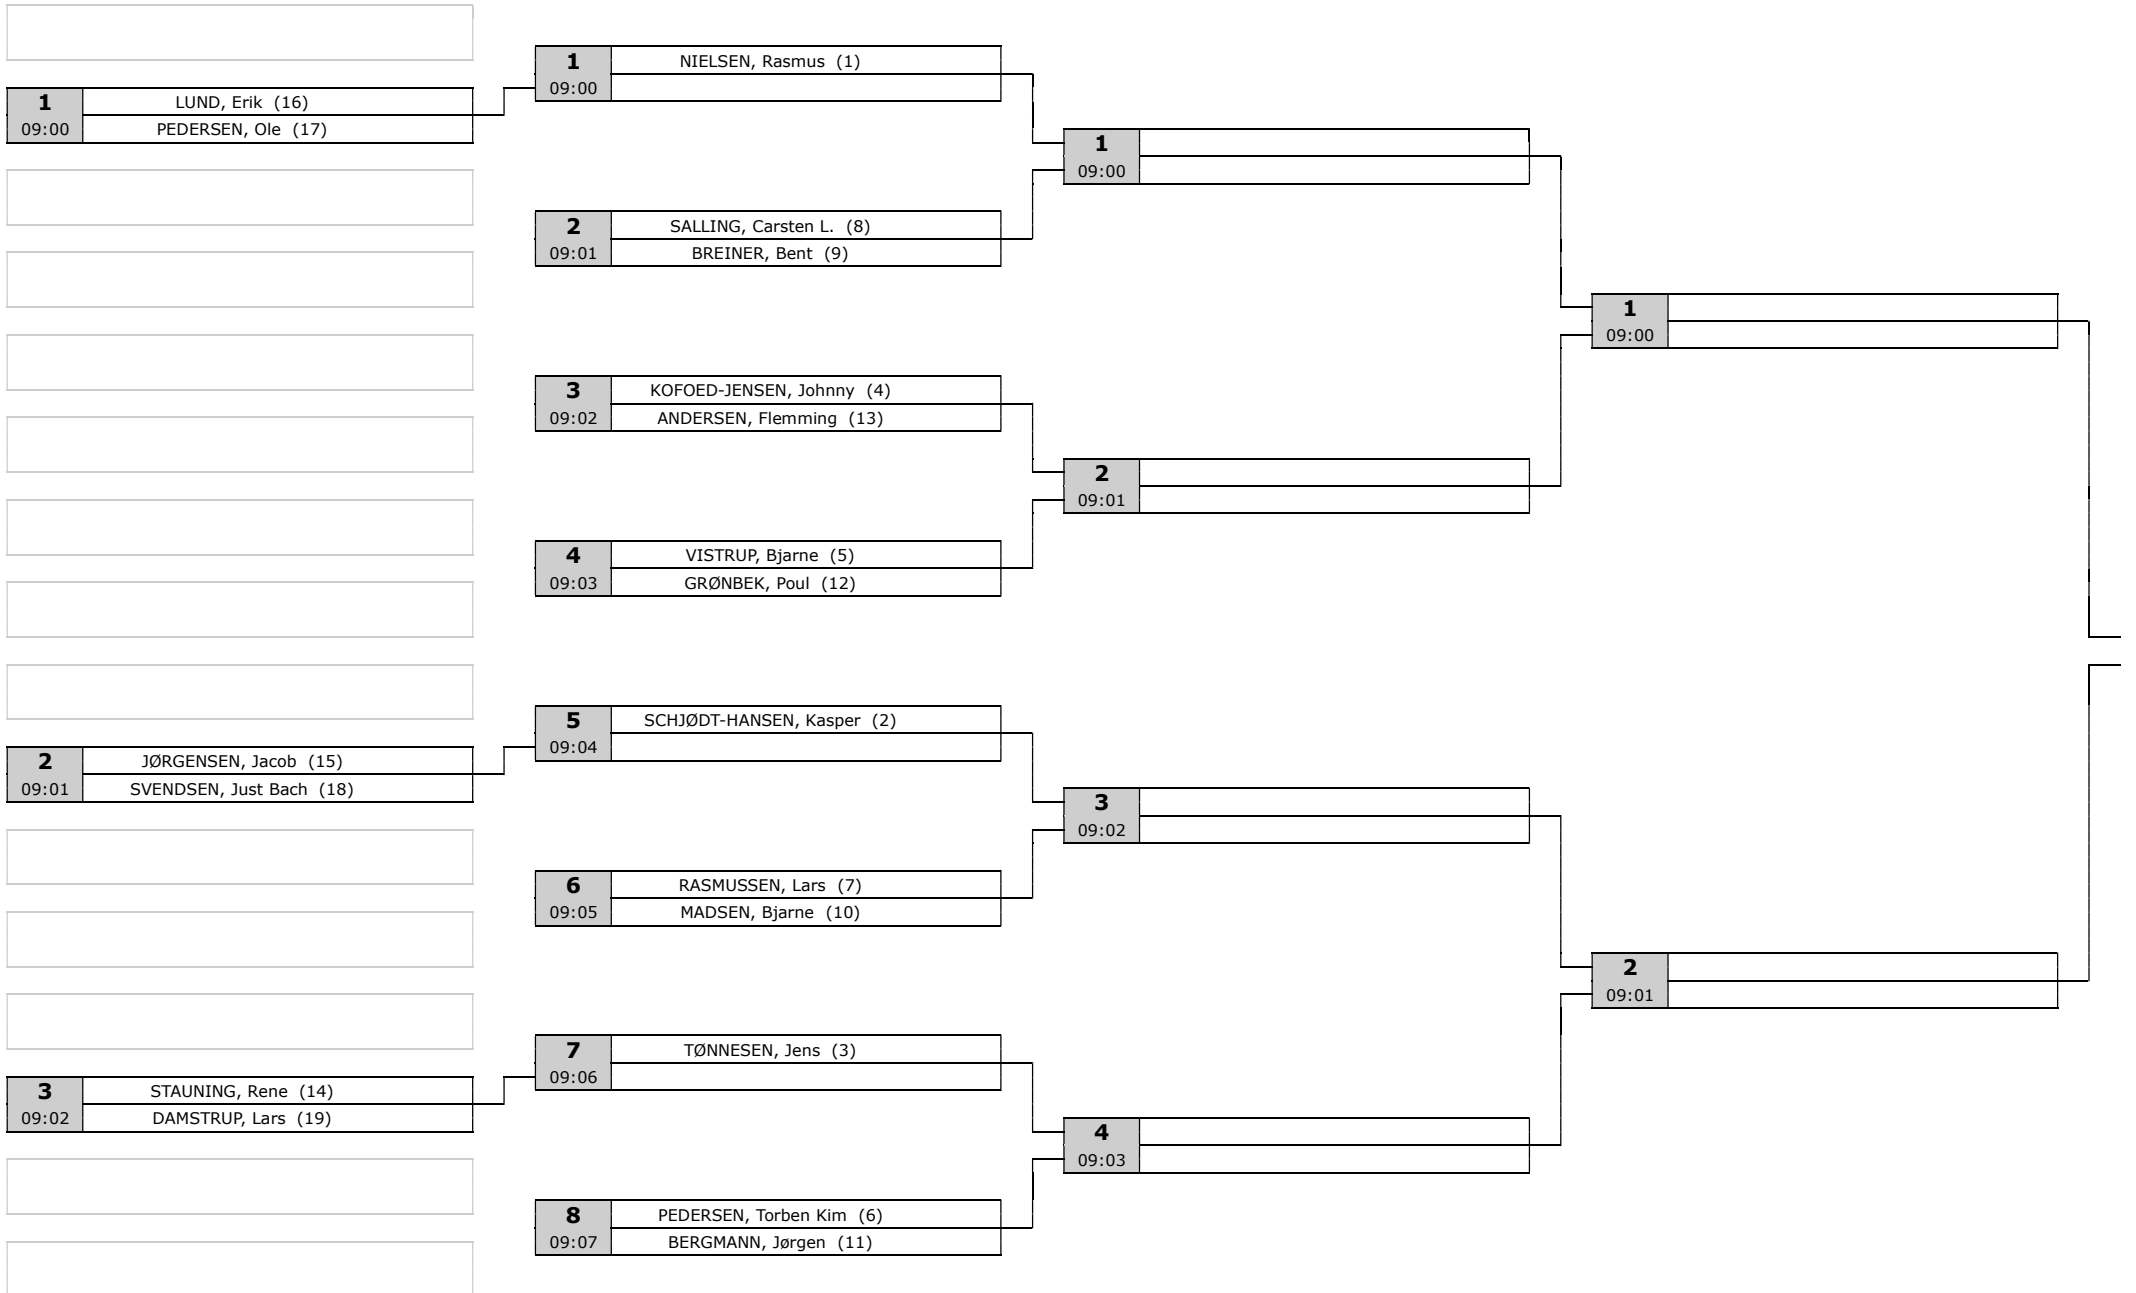 1
09:00
LUND, Erik (16)
PEDERSEN, Ole (17)
2
09:01
JØRGENSEN, Jacob (15)
SVENDSEN, Just Bach (18)
3
09:02
STAUNING, Rene (14)
DAMSTRUP, Lars (19)
1
09:00
NIELSEN, Rasmus (1)
2
09:01
SALLING, Carsten L. (8)
BREINER, Bent (9)
3
09:02
KOFOED-JENSEN, Johnny (4)
ANDERSEN, Flemming (13)
4
09:03
VISTRUP, Bjarne (5)
GRØNBEK, Poul (12)
5
09:04
SCHJØDT-HANSEN, Kasper (2)
6
09:05
RASMUSSEN, Lars (7)
MADSEN, Bjarne (10)
7
09:06
TØNNESEN, Jens (3)
8
09:07
PEDERSEN, Torben Kim (6)
BERGMANN, Jørgen (11)
1
09:00
2
09:01
3
09:02
4
09:03
1
09:00
2
09:01